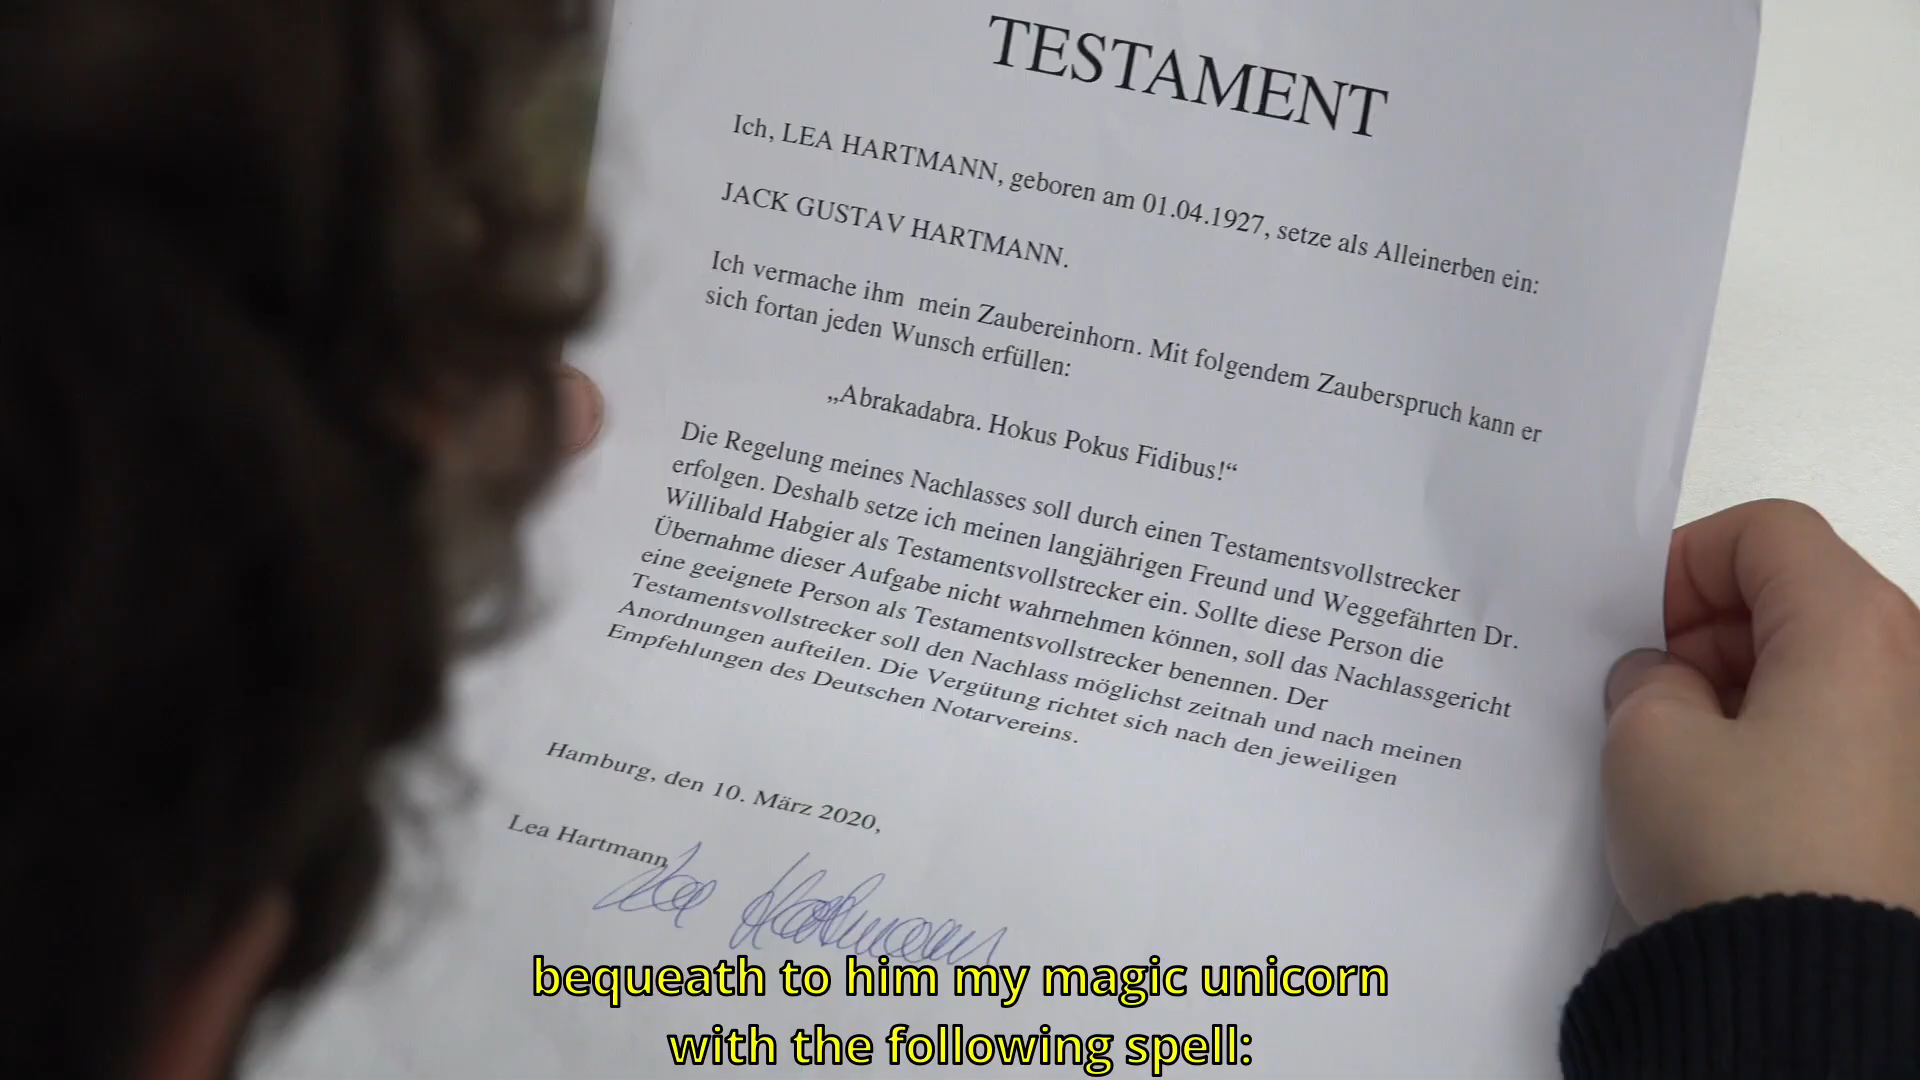 TESTAMENT
Ich, LEA HARTMANN, geboren am 01.04.1927, setze als Alleinerben ein:
JACK GUSTAV HARTMANN.
Ich vermache ihm mein Zaubereinhorn. Mit folgendem Zauberspruch kann er
sich fortan jeden Wunsch erfüllen:
„Abrakadabra. Hokus Pokus Fidibus!“
Die Regelung meines Nachlasses soll durch einen Testamentsvollstrecker
erfolgen. Deshalb setze ich meinen langjährigen Freund und Weggefährten Dr.
Willibald Habgier als Testamentsvollstrecker ein. Sollte diese Person die
Übernahme dieser Aufgabe nicht wahrnehmen können, soll das Nachlassgericht
eine geeignete Person als Testamentsvollstrecker benennen. Der
Testamentsvollstrecker soll den Nachlass möglichst zeitnah und nach meinen
Anordnungen aufteilen. Die Vergütung richtet sich nach den jeweiligen
Empfehlungen des Deutschen Notarvereins.
Hamburg, den 10. März 2020,
Lea Hartmann
Lea Hartmann
bequeath to him my magic unicorn
with the following spell: